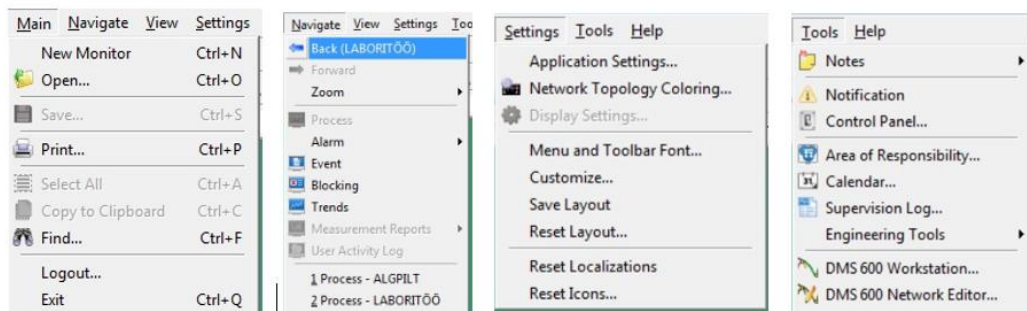 Main Navigate View Settings
New Monitor Ctrl+N
Open... Ctrl+O
Save... Ctrl+S
Print... Ctrl+P
Select All Ctrl+A
Copy to Clipboard Ctrl+C
Find... Ctrl+F
Logout...
Exit Ctrl+Q
Navigate View Settings Too
Back (LABORITÖÖ)
Forward
Zoom
Process
Alarm
Event
Blocking
Trends
Measurement Reports
User Activity Log
1 Process - ALGPILT
2 Process - LABORITÖÖ
Settings Tools Help
Application Settings...
Network Topology Coloring...
Display Settings...
Menu and Toolbar Font...
Customize...
Save Layout
Reset Layout...
Reset Localizations
Reset Icons...
Tools Help
Notes
Notification
Control Panel...
Area of Responsibility...
Calendar...
Supervision Log...
Engineering Tools
DMS 600 Workstation...
DMS 600 Network Editor...